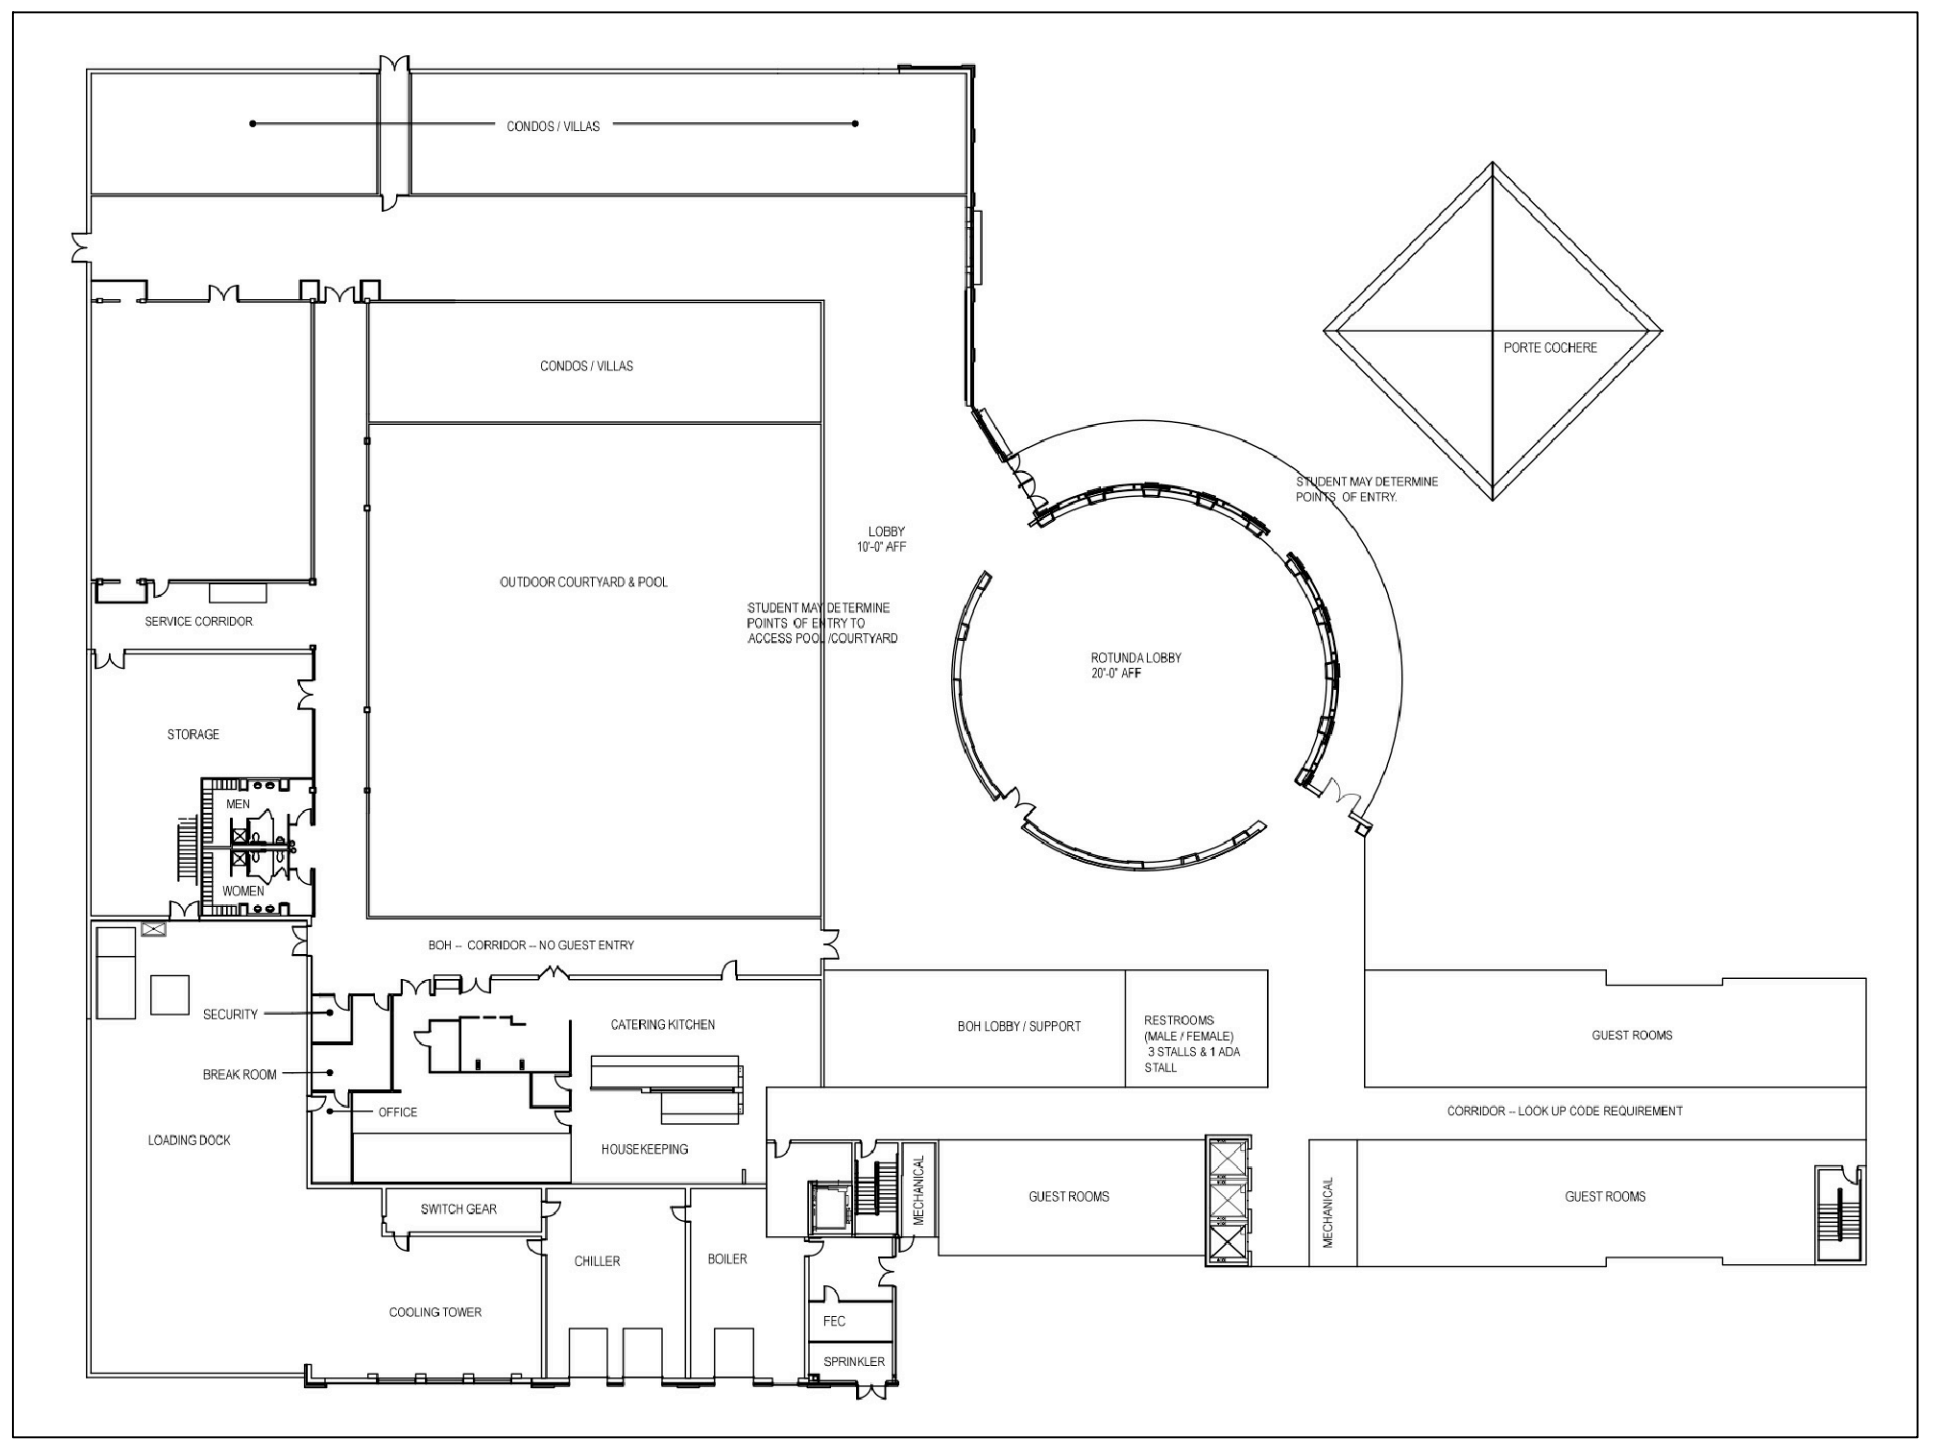 CONDOS / VILLAS
PORTE COCHERE
CONDOS / VILLAS
STUDENT MAY DETERMINE
POINTS OF ENTRY.
LOBBY
10'-0" AFF
OUTDOOR COURTYARD & POOL
STUDENT MAY DETERMINE
POINTS OF ENTRY TO
ACCESS POOL /COURTYARD
SERVICE CORRIDOR
ROTUNDA LOBBY
20'-0" AFF
STORAGE
MEN
WOMEN
BOH -- CORRIDOR -- NO GUEST ENTRY
SECURITY
CATERING KITCHEN
BOH LOBBY / SUPPORT
RESTROOMS
(MALE / FEMALE)
3 STALLS & 1 ADA
STALL
GUEST ROOMS
BREAK ROOM
OFFICE
CORRIDOR -- LOOK UP CODE REQUIREMENT
LOADING DOCK
HOUSEKEEPING
MECHANICAL
GUEST ROOMS
MECHANICAL
GUEST ROOMS
SWITCH GEAR
CHILLER
BOILER
COOLING TOWER
FEC
SPRINKLER